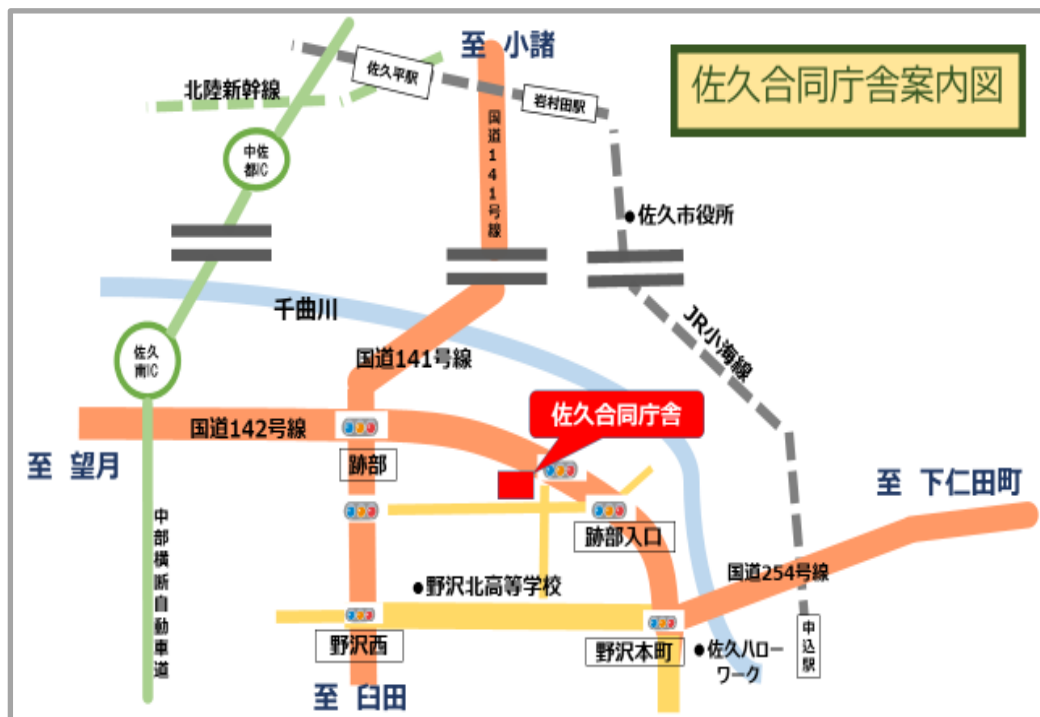 至 小諸
佐久合同庁舎案内図
佐久平駅
北陸新幹線
岩村田駅
国道141号線
中佐
都IC
●佐久市役所
千曲川
JR小海線
佐久
南IC
国道141号線
佐久合同庁舎
国道142号線
至 望月
跡部
至 下仁田町
中部横断自動車道
跡部入口
国道254号線
●野沢北高等学校
野沢西
野沢本町
●佐久ハロー
ワーク
中込駅
至 臼田